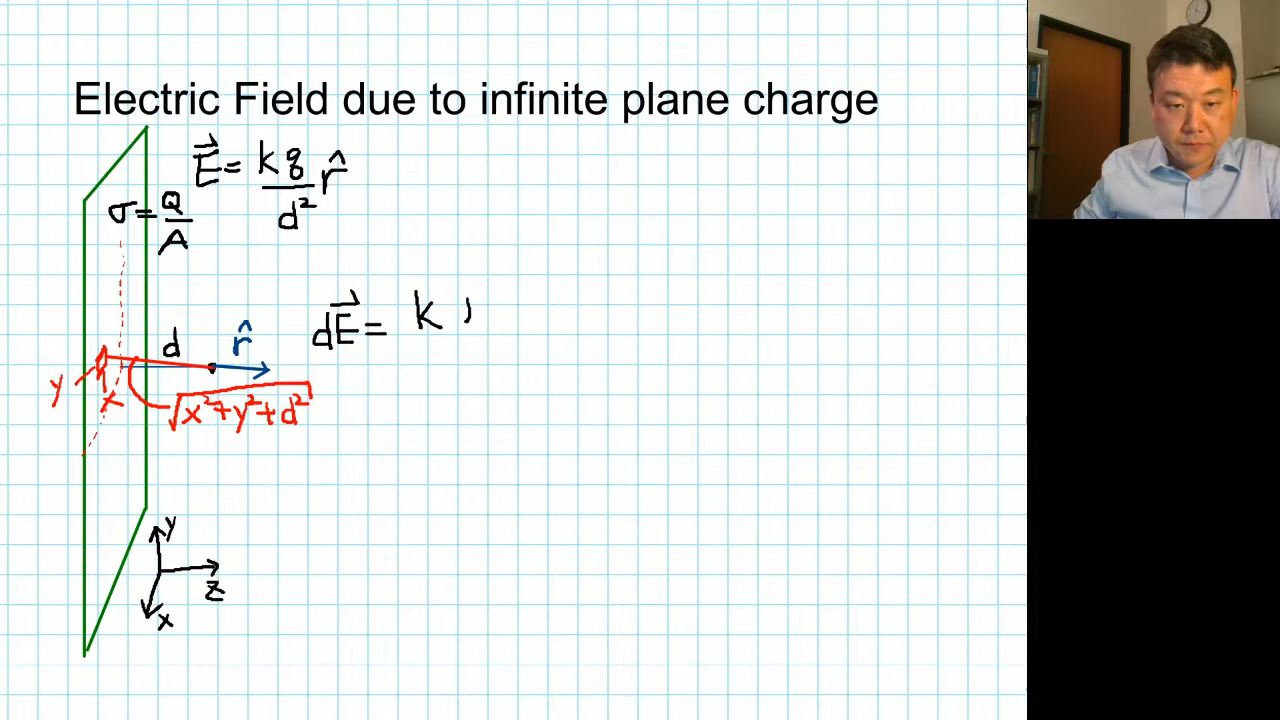 Electric Field due to infinite plane charge
E⃗ = kq/d² r̂
σ = Q/A
d
r̂
dE⃗ = k
y
x
√x²+y²+d²
y
z
x